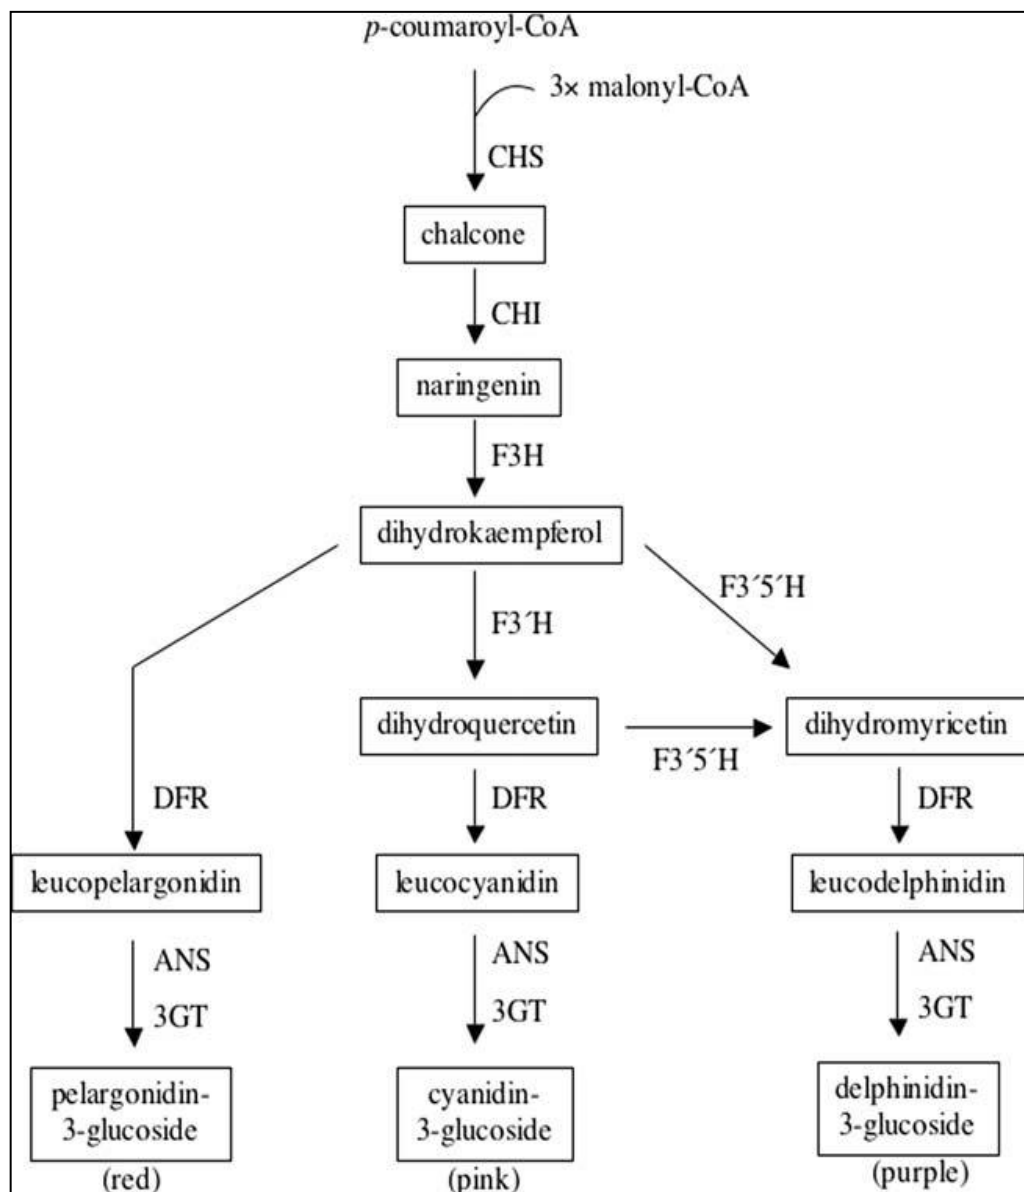 p-coumaroyl-CoA
3× malonyl-CoA
CHS
chalcone
CHI
naringenin
F3H
dihydrokaempferol
F3´5´H
F3´H
dihydroquercetin
dihydromyricetin
F3´5´H
DFR
DFR
DFR
leucopelargonidin
leucocyanidin
leucodelphinidin
ANS
ANS
ANS
3GT
3GT
3GT
pelargonidin-
3-glucoside
(red)
cyanidin-
3-glucoside
(pink)
delphinidin-
3-glucoside
(purple)